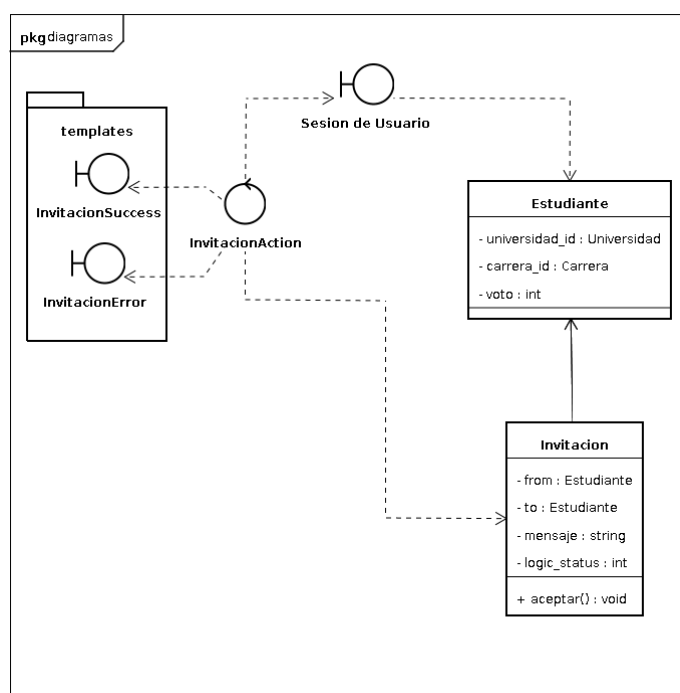 pkg diagramas
Sesion de Usuario
templates
InvitacionSuccess
InvitacionAction
InvitacionError
Estudiante
- universidad_id : Universidad
- carrera_id : Carrera
- voto : int
Invitacion
- from : Estudiante
- to : Estudiante
- mensaje : string
- logic_status : int
+ aceptar() : void